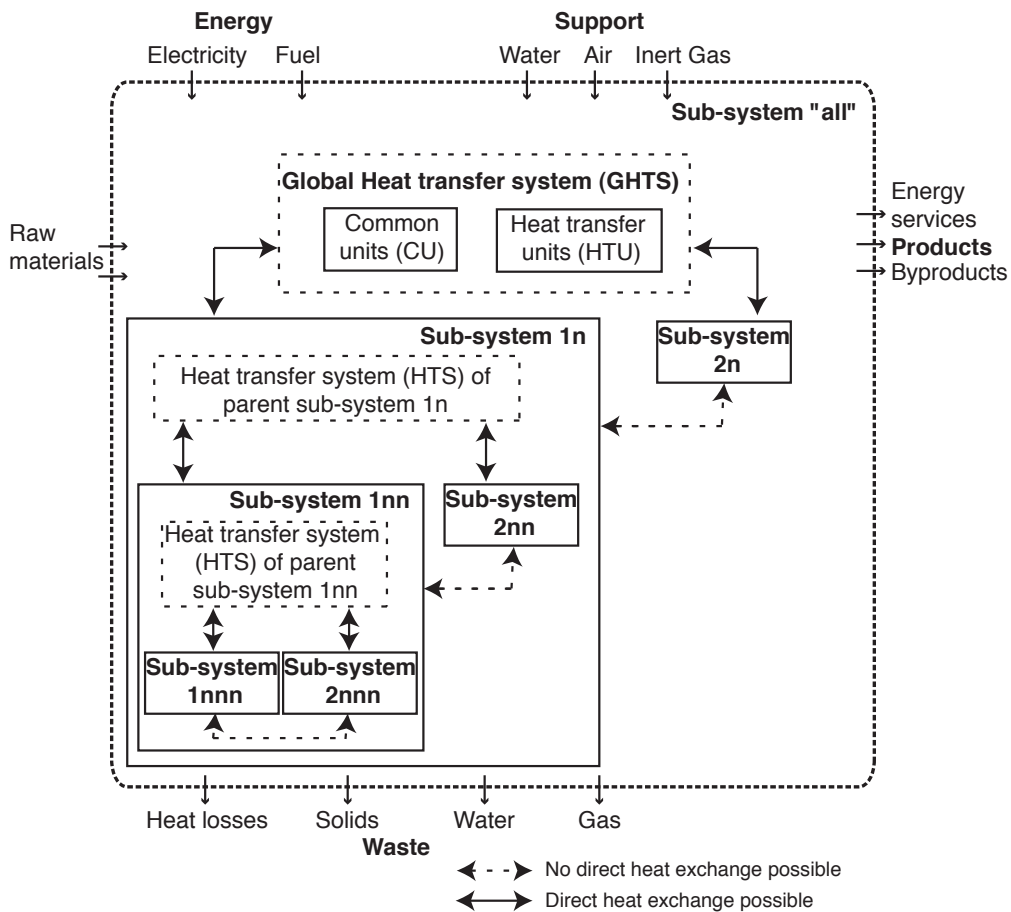 Energy
Support
Electricity
Fuel
Water
Air
Inert Gas
Sub-system "all"
Global Heat transfer system (GHTS)
Common
units (CU)
Heat transfer
units (HTU)
Raw
materials
Energy
services
Products
Byproducts
Sub-system 1n
Sub-system
2n
Heat transfer system (HTS) of
parent sub-system 1n
Sub-system 1nn
Sub-system
2nn
Heat transfer system
(HTS) of parent
sub-system 1nn
Sub-system
1nnn
Sub-system
2nnn
Heat losses
Solids
Water
Gas
Waste
No direct heat exchange possible
Direct heat exchange possible